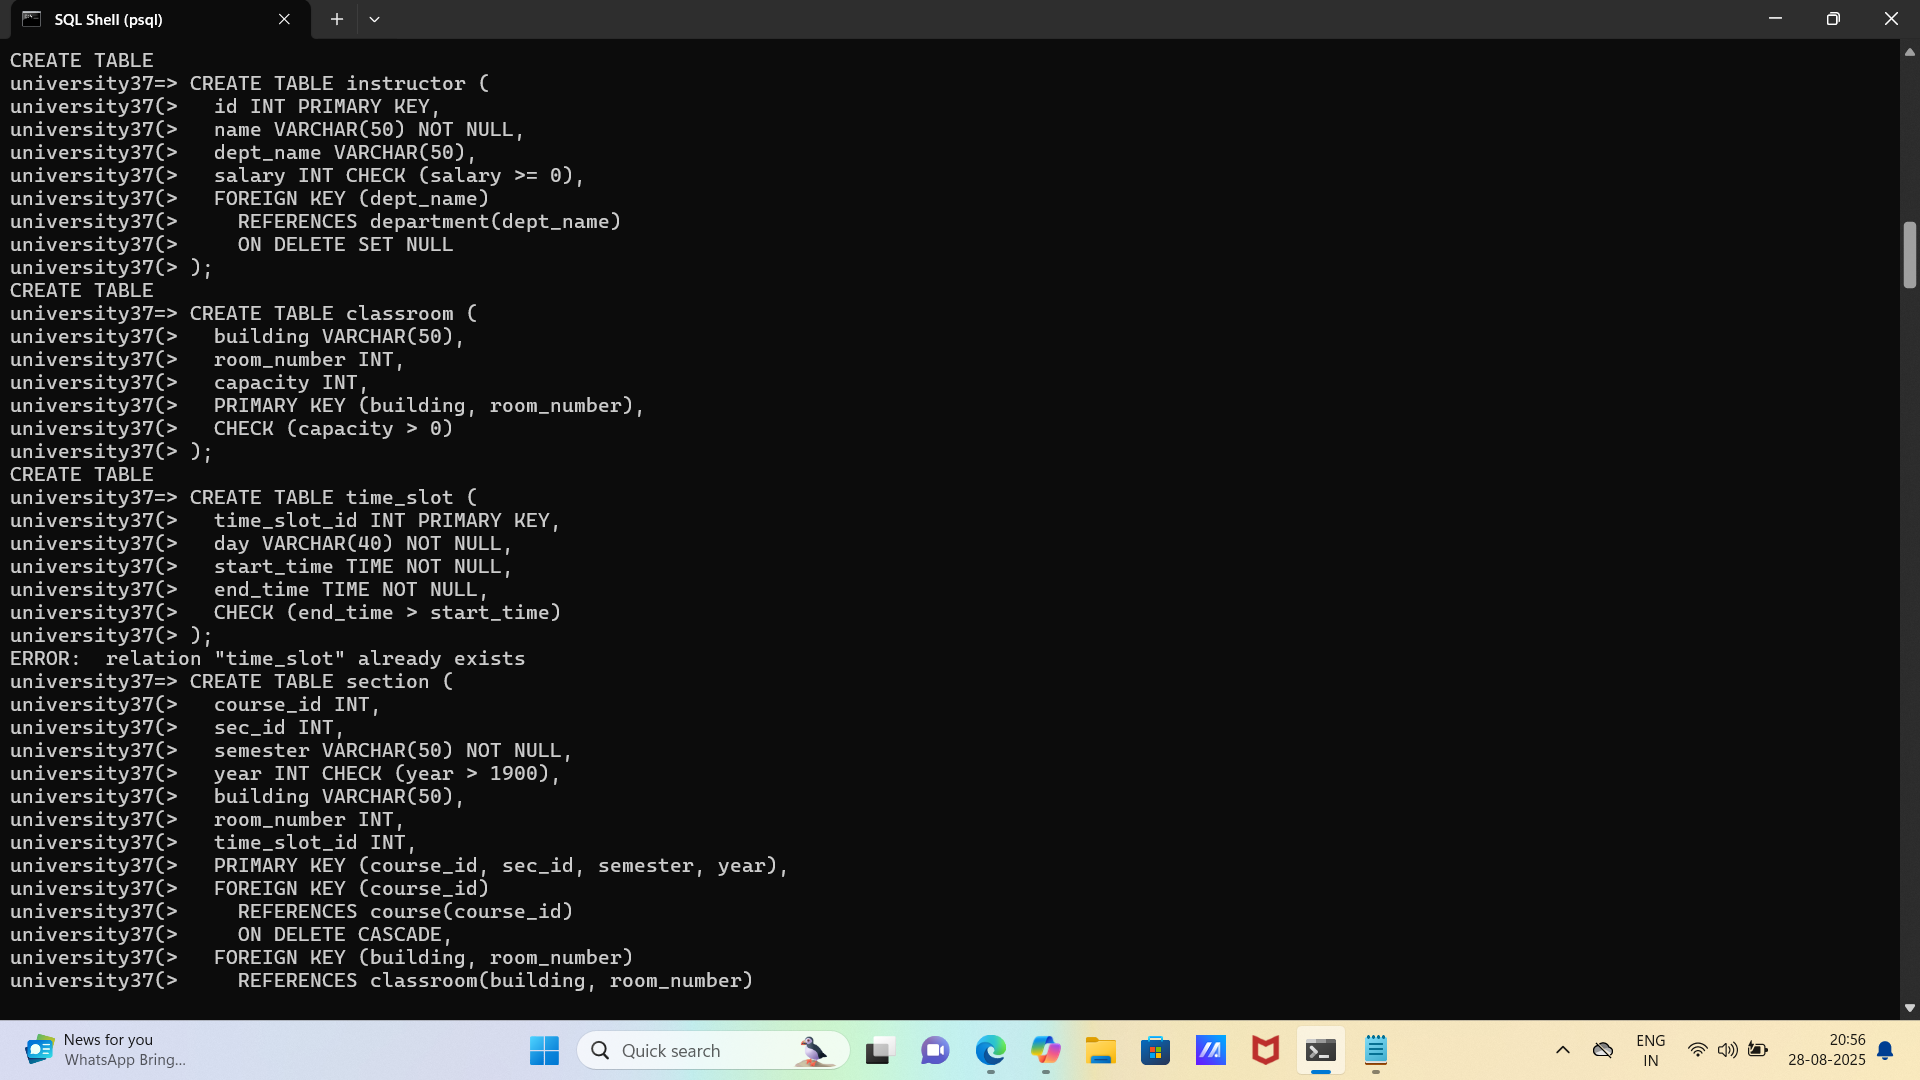 SQL Shell (psql)
CREATE TABLE
university37=> CREATE TABLE instructor (
university37(>   id INT PRIMARY KEY,
university37(>   name VARCHAR(50) NOT NULL,
university37(>   dept_name VARCHAR(50),
university37(>   salary INT CHECK (salary >= 0),
university37(>   FOREIGN KEY (dept_name)
university37(>     REFERENCES department(dept_name)
university37(>     ON DELETE SET NULL
university37(> );
CREATE TABLE
university37=> CREATE TABLE classroom (
university37(>   building VARCHAR(50),
university37(>   room_number INT,
university37(>   capacity INT,
university37(>   PRIMARY KEY (building, room_number),
university37(>   CHECK (capacity > 0)
university37(> );
CREATE TABLE
university37=> CREATE TABLE time_slot (
university37(>   time_slot_id INT PRIMARY KEY,
university37(>   day VARCHAR(40) NOT NULL,
university37(>   start_time TIME NOT NULL,
university37(>   end_time TIME NOT NULL,
university37(>   CHECK (end_time > start_time)
university37(> );
ERROR:  relation "time_slot" already exists
university37=> CREATE TABLE section (
university37(>   course_id INT,
university37(>   sec_id INT,
university37(>   semester VARCHAR(50) NOT NULL,
university37(>   year INT CHECK (year > 1900),
university37(>   building VARCHAR(50),
university37(>   room_number INT,
university37(>   time_slot_id INT,
university37(>   PRIMARY KEY (course_id, sec_id, semester, year),
university37(>   FOREIGN KEY (course_id)
university37(>     REFERENCES course(course_id)
university37(>     ON DELETE CASCADE,
university37(>   FOREIGN KEY (building, room_number)
university37(>     REFERENCES classroom(building, room_number)
News for you
WhatsApp Bring...
Quick search
ENG
IN
20:56
28-08-2025